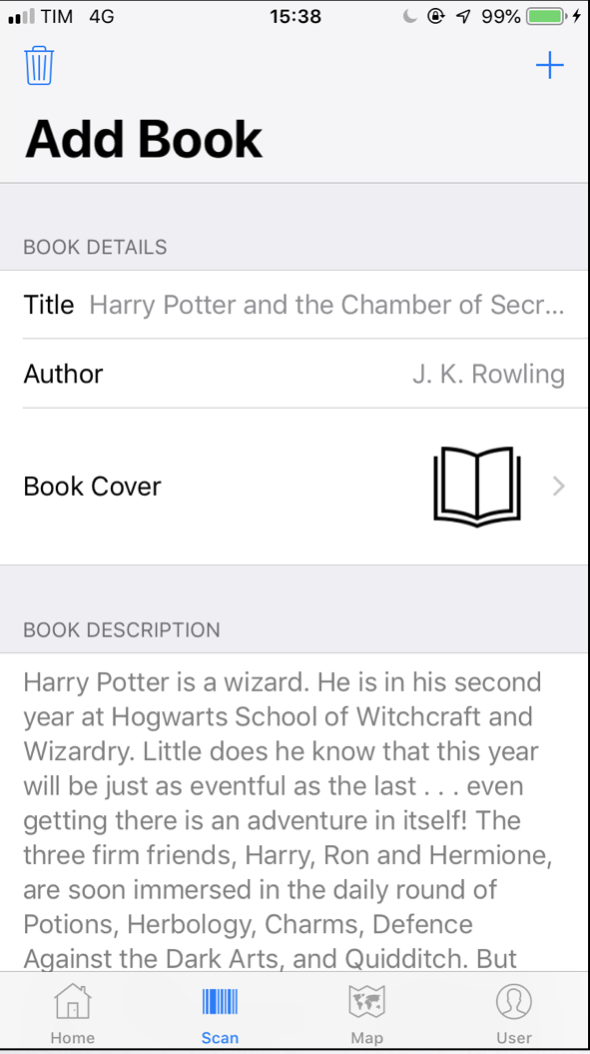 TIM 4G 15:38 99%
Add Book
BOOK DETAILS
Title Harry Potter and the Chamber of Secr...
Author J. K. Rowling
Book Cover
BOOK DESCRIPTION
Harry Potter is a wizard. He is in his second
year at Hogwarts School of Witchcraft and
Wizardry. Little does he know that this year
will be just as eventful as the last . . . even
getting there is an adventure in itself! The
three firm friends, Harry, Ron and Hermione,
are soon immersed in the daily round of
Potions, Herbology, Charms, Defence
Against the Dark Arts, and Quidditch. But
Home Scan Map User